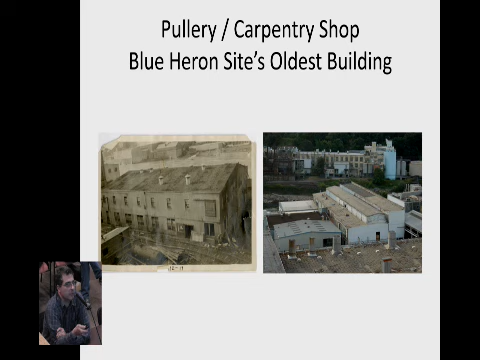 Pullery / Carpentry Shop
Blue Heron Site's Oldest Building